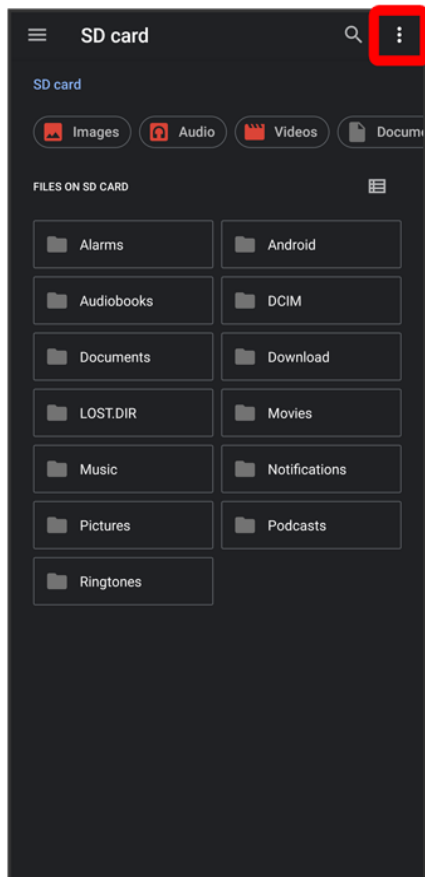 SD card
SD card
Images Audio Videos Docume
FILES ON SD CARD
Alarms Android
Audiobooks DCIM
Documents Download
LOST.DIR Movies
Music Notifications
Pictures Podcasts
Ringtones